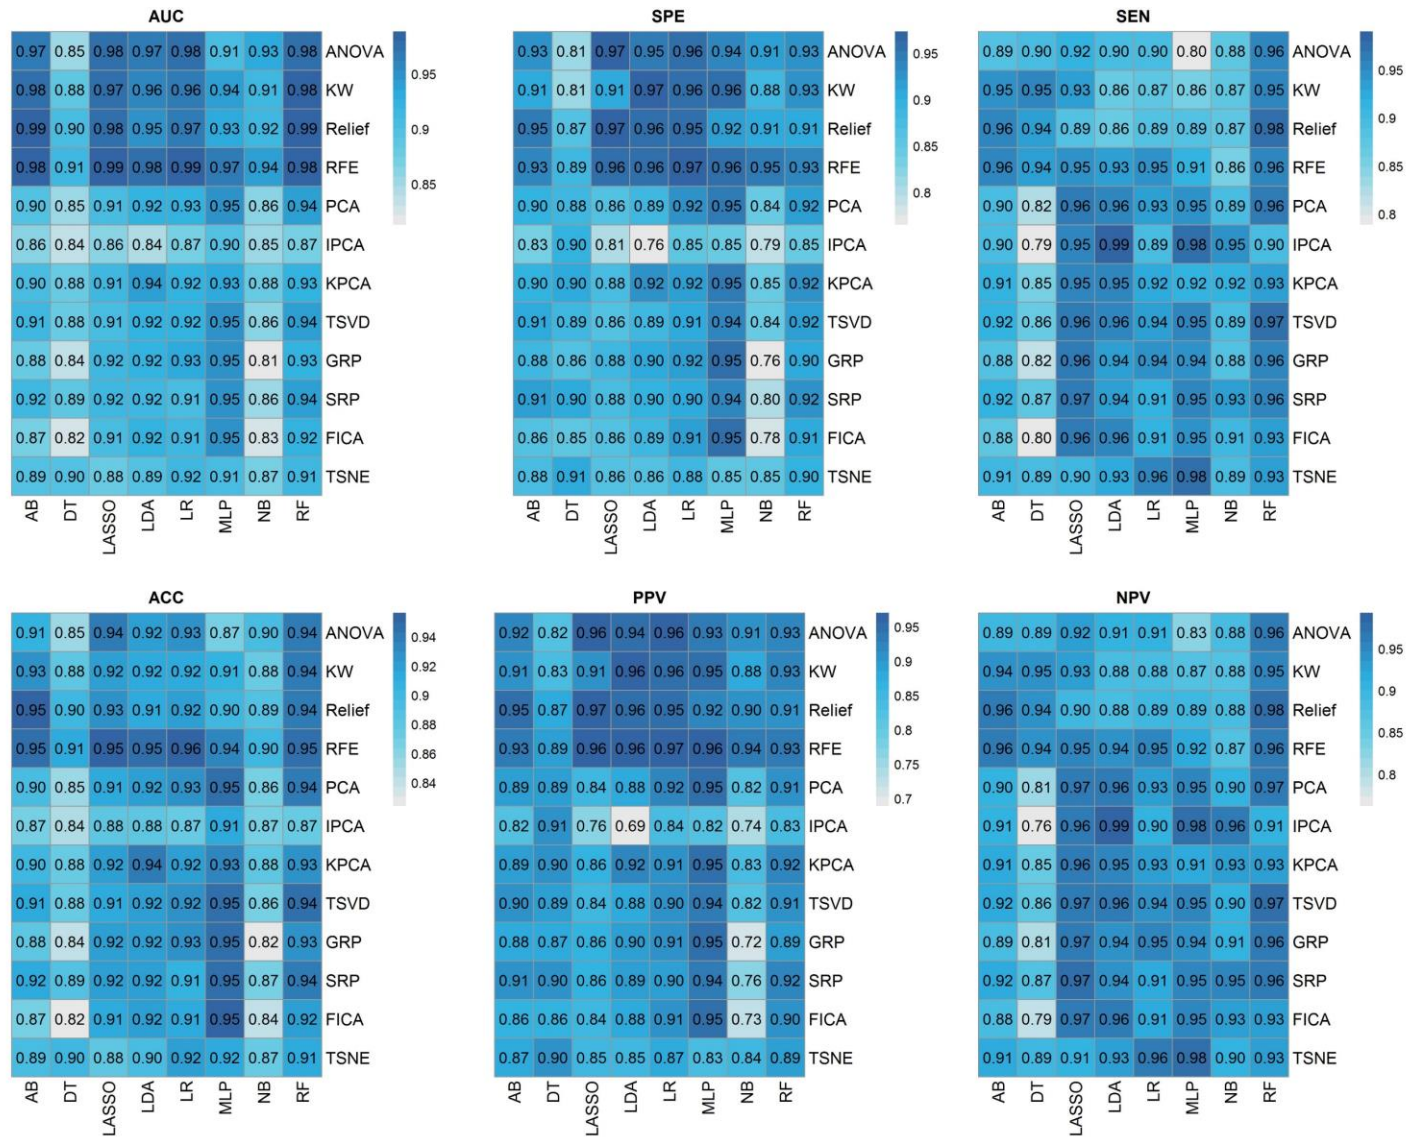 AUC
0.97 0.85 0.98 0.97 0.98 0.91 0.93 0.98 ANOVA
0.98 0.88 0.97 0.96 0.96 0.94 0.91 0.98 KW
0.99 0.90 0.98 0.95 0.97 0.93 0.92 0.99 Relief
0.98 0.91 0.99 0.98 0.99 0.97 0.94 0.98 RFE
0.90 0.85 0.91 0.92 0.93 0.95 0.86 0.94 PCA
0.86 0.84 0.86 0.84 0.87 0.90 0.85 0.87 IPCA
0.90 0.88 0.91 0.94 0.92 0.93 0.88 0.93 KPCA
0.91 0.88 0.91 0.92 0.92 0.95 0.86 0.94 TSVD
0.88 0.84 0.92 0.92 0.93 0.95 0.81 0.93 GRP
0.92 0.89 0.92 0.92 0.91 0.95 0.86 0.94 SRP
0.87 0.82 0.91 0.92 0.91 0.95 0.83 0.92 FICA
0.89 0.90 0.88 0.89 0.92 0.91 0.87 0.91 TSNE
AB DT LASSO LDA LR MLP NB RF
0.95
0.9
0.85
SPE
0.93 0.81 0.97 0.95 0.96 0.94 0.91 0.93 ANOVA
0.91 0.81 0.91 0.97 0.96 0.96 0.88 0.93 KW
0.95 0.87 0.97 0.96 0.95 0.92 0.91 0.91 Relief
0.93 0.89 0.96 0.96 0.97 0.96 0.95 0.93 RFE
0.90 0.88 0.86 0.89 0.92 0.95 0.84 0.92 PCA
0.83 0.90 0.81 0.76 0.85 0.85 0.79 0.85 IPCA
0.90 0.90 0.88 0.92 0.92 0.95 0.85 0.92 KPCA
0.91 0.89 0.86 0.89 0.91 0.94 0.84 0.92 TSVD
0.88 0.86 0.88 0.90 0.92 0.95 0.76 0.90 GRP
0.91 0.90 0.88 0.90 0.90 0.94 0.80 0.92 SRP
0.86 0.85 0.86 0.89 0.91 0.95 0.78 0.91 FICA
0.88 0.91 0.86 0.86 0.88 0.85 0.85 0.90 TSNE
AB DT LASSO LDA LR MLP NB RF
0.95
0.9
0.85
0.8
SEN
0.89 0.90 0.92 0.90 0.90 0.80 0.88 0.96 ANOVA
0.95 0.95 0.93 0.86 0.87 0.86 0.87 0.95 KW
0.96 0.94 0.89 0.86 0.89 0.89 0.87 0.98 Relief
0.96 0.94 0.95 0.93 0.95 0.91 0.86 0.96 RFE
0.90 0.82 0.96 0.96 0.93 0.95 0.89 0.96 PCA
0.90 0.79 0.95 0.99 0.89 0.98 0.95 0.90 IPCA
0.91 0.85 0.95 0.95 0.92 0.92 0.92 0.93 KPCA
0.92 0.86 0.96 0.96 0.94 0.95 0.89 0.97 TSVD
0.88 0.82 0.96 0.94 0.94 0.94 0.88 0.96 GRP
0.92 0.87 0.97 0.94 0.91 0.95 0.93 0.96 SRP
0.88 0.80 0.96 0.96 0.91 0.95 0.91 0.93 FICA
0.91 0.89 0.90 0.93 0.96 0.98 0.89 0.93 TSNE
AB DT LASSO LDA LR MLP NB RF
0.95
0.9
0.85
0.8
ACC
0.91 0.85 0.94 0.92 0.93 0.87 0.90 0.94 ANOVA
0.93 0.88 0.92 0.92 0.92 0.91 0.88 0.94 KW
0.95 0.90 0.93 0.91 0.92 0.90 0.89 0.94 Relief
0.95 0.91 0.95 0.95 0.96 0.94 0.90 0.95 RFE
0.90 0.85 0.91 0.92 0.93 0.95 0.86 0.94 PCA
0.87 0.84 0.88 0.88 0.87 0.91 0.87 0.87 IPCA
0.90 0.88 0.92 0.94 0.92 0.93 0.88 0.93 KPCA
0.91 0.88 0.91 0.92 0.92 0.95 0.86 0.94 TSVD
0.88 0.84 0.92 0.92 0.93 0.95 0.82 0.93 GRP
0.92 0.89 0.92 0.92 0.91 0.95 0.87 0.94 SRP
0.87 0.82 0.91 0.92 0.91 0.95 0.84 0.92 FICA
0.89 0.90 0.88 0.90 0.92 0.92 0.87 0.91 TSNE
AB DT LASSO LDA LR MLP NB RF
0.94
0.92
0.9
0.88
0.86
0.84
PPV
0.92 0.82 0.96 0.94 0.96 0.93 0.91 0.93 ANOVA
0.91 0.83 0.91 0.96 0.96 0.95 0.88 0.93 KW
0.95 0.87 0.97 0.96 0.95 0.92 0.90 0.91 Relief
0.93 0.89 0.96 0.96 0.97 0.96 0.94 0.93 RFE
0.89 0.89 0.84 0.88 0.92 0.95 0.82 0.91 PCA
0.82 0.91 0.76 0.69 0.84 0.82 0.74 0.83 IPCA
0.89 0.90 0.86 0.92 0.91 0.95 0.83 0.92 KPCA
0.90 0.89 0.84 0.88 0.90 0.94 0.82 0.91 TSVD
0.88 0.87 0.86 0.90 0.91 0.95 0.72 0.89 GRP
0.91 0.90 0.86 0.89 0.90 0.94 0.76 0.92 SRP
0.86 0.86 0.84 0.88 0.91 0.95 0.73 0.90 FICA
0.87 0.90 0.85 0.85 0.87 0.83 0.84 0.89 TSNE
AB DT LASSO LDA LR MLP NB RF
0.95
0.9
0.85
0.8
0.75
0.7
NPV
0.89 0.89 0.92 0.91 0.91 0.83 0.88 0.96 ANOVA
0.94 0.95 0.93 0.88 0.88 0.87 0.88 0.95 KW
0.96 0.94 0.90 0.88 0.89 0.89 0.88 0.98 Relief
0.96 0.94 0.95 0.94 0.95 0.92 0.87 0.96 RFE
0.90 0.81 0.97 0.96 0.93 0.95 0.90 0.97 PCA
0.91 0.76 0.96 0.99 0.90 0.98 0.96 0.91 IPCA
0.91 0.85 0.96 0.95 0.93 0.91 0.93 0.93 KPCA
0.92 0.86 0.97 0.96 0.94 0.95 0.90 0.97 TSVD
0.89 0.81 0.97 0.94 0.95 0.94 0.91 0.96 GRP
0.92 0.87 0.97 0.94 0.91 0.95 0.95 0.96 SRP
0.88 0.79 0.97 0.96 0.91 0.95 0.93 0.93 FICA
0.91 0.89 0.91 0.93 0.96 0.98 0.90 0.93 TSNE
AB DT LASSO LDA LR MLP NB RF
0.95
0.9
0.85
0.8